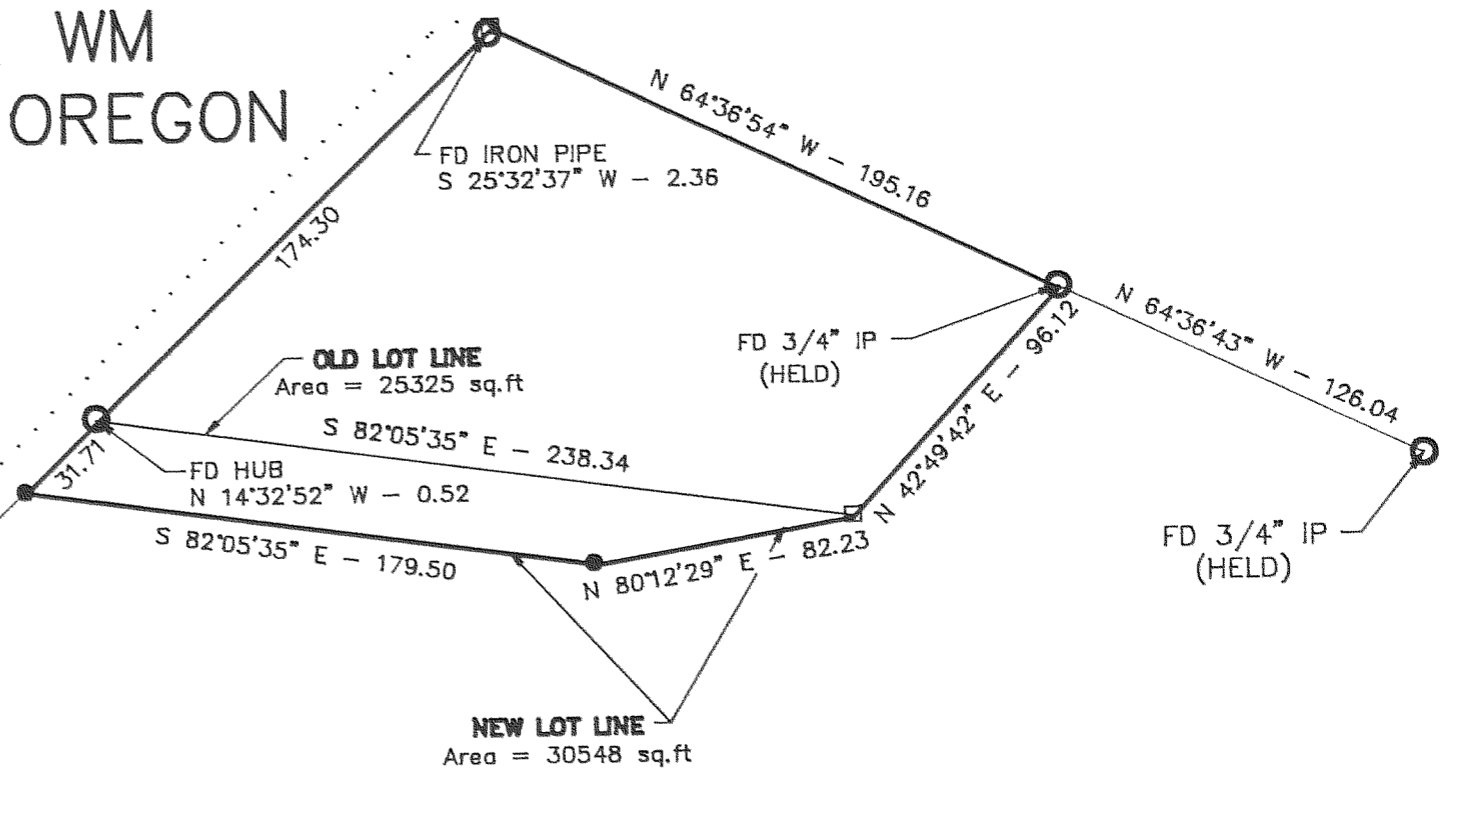 WM
OREGON
N 64°36'54" W – 195.16
FD IRON PIPE
S 25°32'37" W – 2.36
174.30
N 64°36'43" W – 126.04
FD 3/4" IP
(HELD)
OLD LOT LINE
Area = 25325 sq.ft
N 42°49'42" E – 96.12
S 82°05'35" E – 238.34
31.71
FD HUB
N 14°32'52" W – 0.52
S 82°05'35" E – 179.50
N 80°12'29" E – 82.23
FD 3/4" IP
(HELD)
NEW LOT LINE
Area = 30548 sq.ft